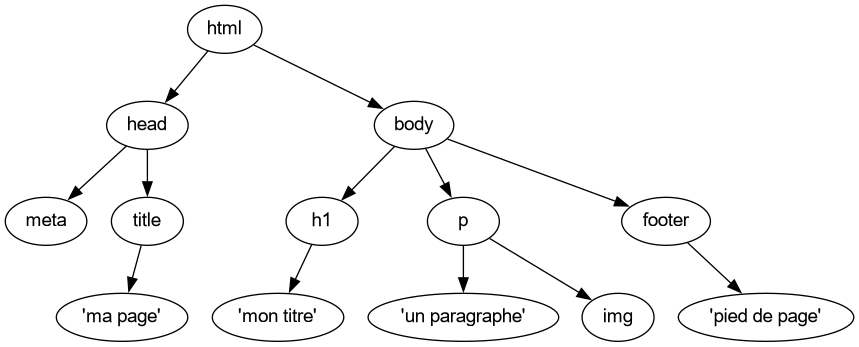 html
head
body
meta
title
h1
p
footer
'ma page'
'mon titre'
'un paragraphe'
img
'pied de page'